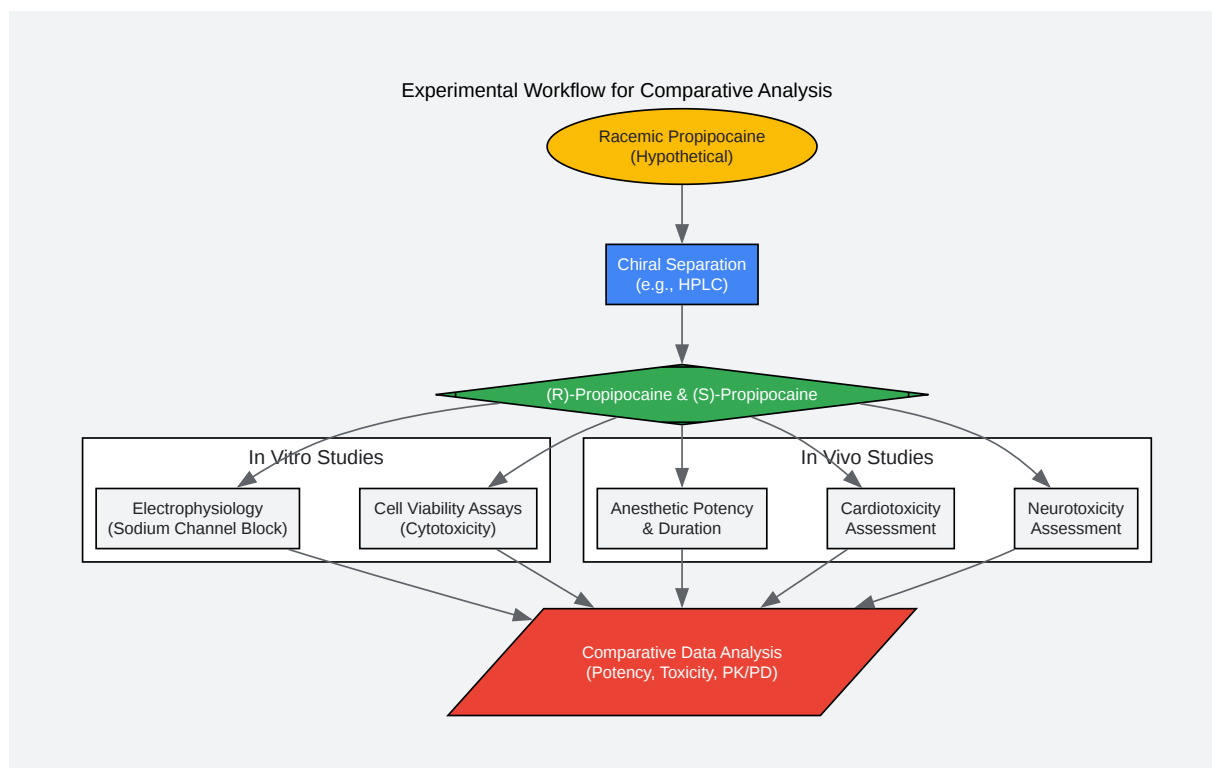 Experimental Workflow for Comparative Analysis
Racemic Propipocaine
(Hypothetical)
Chiral Separation
(e.g., HPLC)
(R)-Propipocaine & (S)-Propipocaine
In Vitro Studies
In Vivo Studies
Electrophysiology
(Sodium Channel Block)
Cell Viability Assays
(Cytotoxicity)
Anesthetic Potency
& Duration
Cardiotoxicity
Assessment
Neurotoxicity
Assessment
Comparative Data Analysis
(Potency, Toxicity, PK/PD)